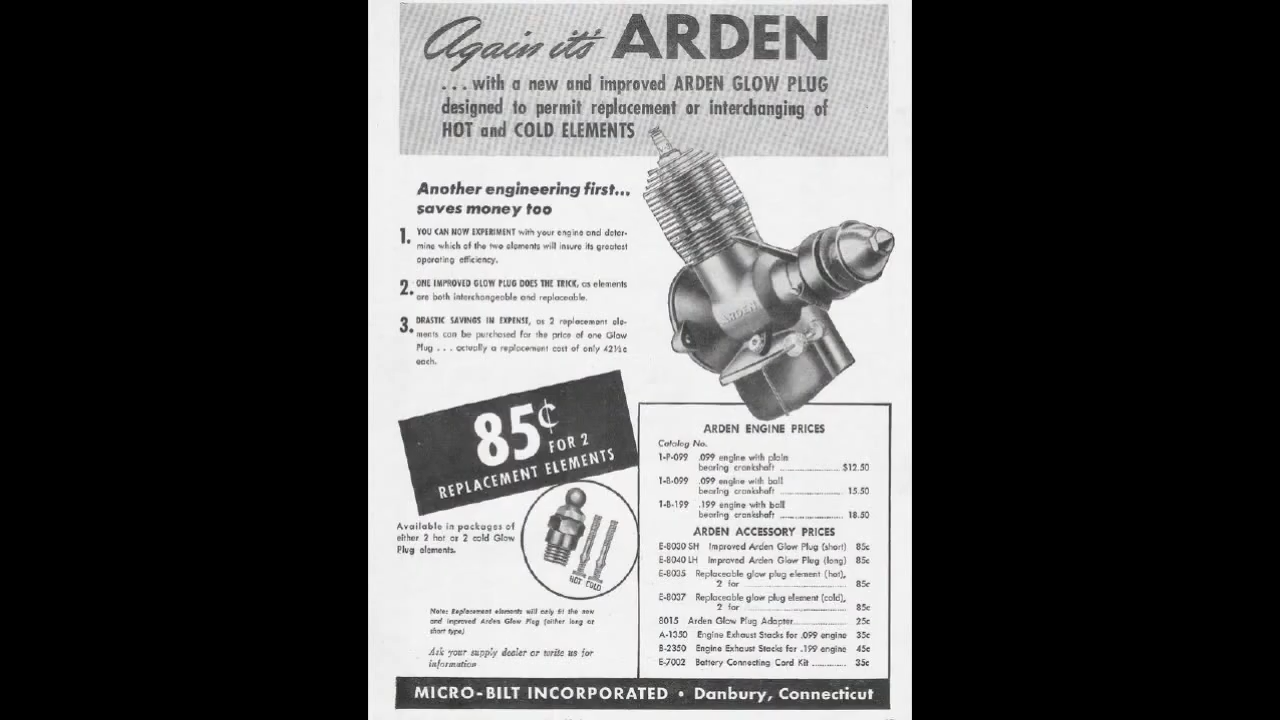 Again it's ARDEN
...with a new and improved ARDEN GLOW PLUG
designed to permit replacement or interchanging of
HOT and COLD ELEMENTS
Another engineering first...
saves money too
1. YOU CAN NOW EXPERIMENT with your engine and deter-
mine which of the two elements will insure its greatest
operating efficiency.
2. ONE IMPROVED GLOW PLUG DOES THE TRICK, as elements
are both interchangeable and replaceable.
3. DRASTIC SAVINGS IN EXPENSE, as 2 replacement ele-
ments can be purchased for the price of one Glow
Plug . . . actually a replacement cost of only 42½c
each.
ARDEN
85¢
FOR 2
REPLACEMENT ELEMENTS
Available in packages of
either 2 hot or 2 cold Glow
Plug elements.
HOT COLD
Note: Replacement elements will only fit the new
and improved Arden Glow Plug (either long or
short type)
Ask your supply dealer or write us for
information
ARDEN ENGINE PRICES
Catalog No.
1-P-099 .099 engine with plain
bearing crankshaft $12.50
1-B-099 .099 engine with ball
bearing crankshaft 15.50
1-B-199 .199 engine with ball
bearing crankshaft 18.50
ARDEN ACCESSORY PRICES
E-8030 SH Improved Arden Glow Plug (short) 85c
E-8040 LH Improved Arden Glow Plug (long) 85c
E-8035 Replaceable glow plug element (hot),
2 for 85c
E-8037 Replaceable glow plug element (cold),
2 for 85c
8015 Arden Glow Plug Adapter 25c
A-1350 Engine Exhaust Stacks for .099 engine 35c
B-2350 Engine Exhaust Stacks for .199 engine 45c
E-7002 Battery Connecting Cord Kit 35c
MICRO-BILT INCORPORATED • Danbury, Connecticut